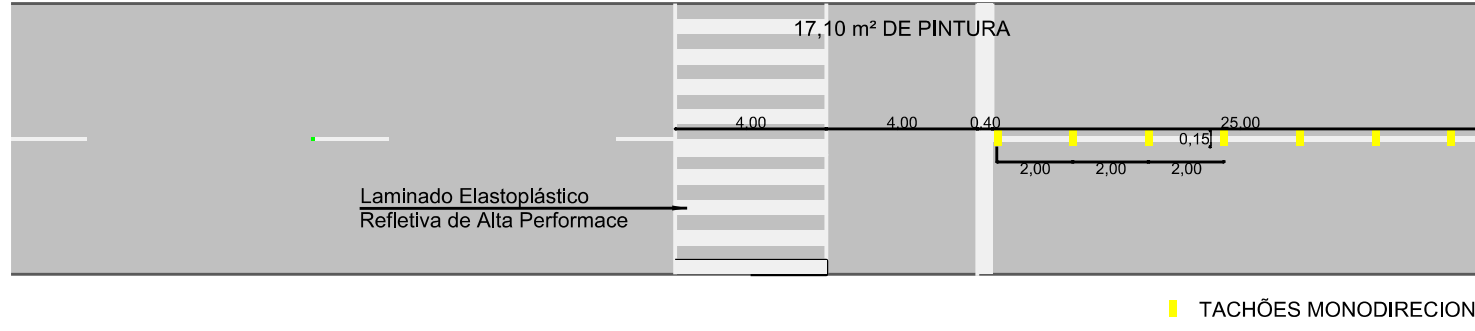 17,10 m² DE PINTURA
4.00
4.00
0.40
25.00
0,15
2,00
2,00
2,00
Laminado Elastoplástico
Refletiva de Alta Performace
TACHÕES MONODIRECION